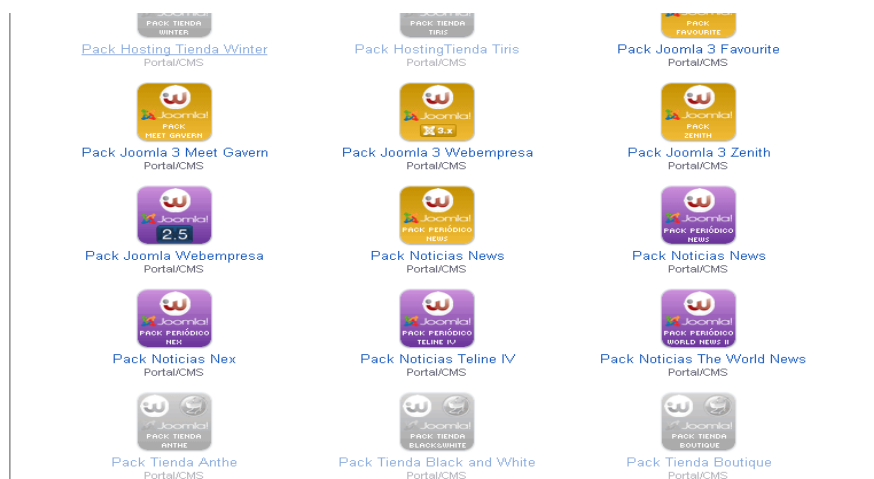 PACK TIENDA
WINTER
Pack Hosting Tienda Winter
Portal/CMS
PACK TIENDA
TIRIS
Pack HostingTienda Tiris
Portal/CMS
PACK
FAVOURITE
Pack Joomla 3 Favourite
Portal/CMS
Joomla!
PACK
MEET GAVERN
Pack Joomla 3 Meet Gavern
Portal/CMS
Joomla!
3.x
Pack Joomla 3 Webempresa
Portal/CMS
Joomla!
PACK
ZENITH
Pack Joomla 3 Zenith
Portal/CMS
Joomla!
2.5
Pack Joomla Webempresa
Portal/CMS
Joomla!
PACK PERIÓDICO
NEWS
Pack Noticias News
Portal/CMS
Joomla!
PACK PERIÓDICO
NEWS
Pack Noticias News
Portal/CMS
Joomla!
PACK PERIÓDICO
NEX
Pack Noticias Nex
Portal/CMS
Joomla!
PACK PERIÓDICO
TELINE IV
Pack Noticias Teline IV
Portal/CMS
Joomla!
PACK PERIÓDICO
WORLD NEWS II
Pack Noticias The World News
Portal/CMS
Joomla!
PACK TIENDA
ANTHE
Pack Tienda Anthe
Portal/CMS
Joomla!
PACK TIENDA
BLACK&WHITE
Pack Tienda Black and White
Portal/CMS
Joomla!
PACK TIENDA
BOUTIQUE
Pack Tienda Boutique
Portal/CMS